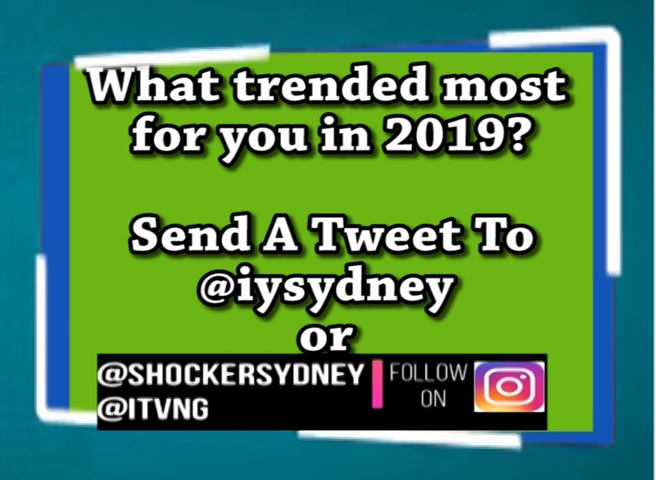 What trended most
for you in 2019?
Send A Tweet To
@iysydney
or
@SHOCKERSYDNEY
@ITVNG
FOLLOW
ON